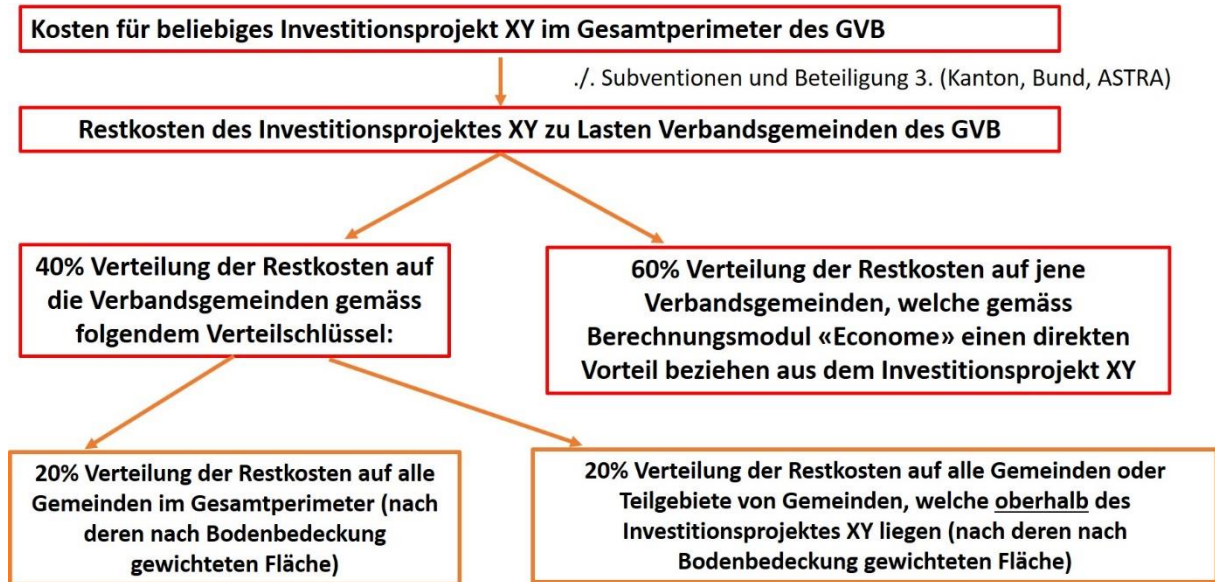 Kosten für beliebiges Investitionsprojekt XY im Gesamtperimeter des GVB
./. Subventionen und Beteiligung 3. (Kanton, Bund, ASTRA)
Restkosten des Investitionsprojektes XY zu Lasten Verbandsgemeinden des GVB
40% Verteilung der Restkosten auf
die Verbandsgemeinden gemäss
folgendem Verteilschlüssel:
60% Verteilung der Restkosten auf jene
Verbandsgemeinden, welche gemäss
Berechnungsmodul «Econome» einen direkten
Vorteil beziehen aus dem Investitionsprojekt XY
20% Verteilung der Restkosten auf alle
Gemeinden im Gesamtperimeter (nach
deren nach Bodenbedeckung
gewichteten Fläche)
20% Verteilung der Restkosten auf alle Gemeinden oder
Teilgebiete von Gemeinden, welche oberhalb des
Investitionsprojektes XY liegen (nach deren nach
Bodenbedeckung gewichteten Fläche)